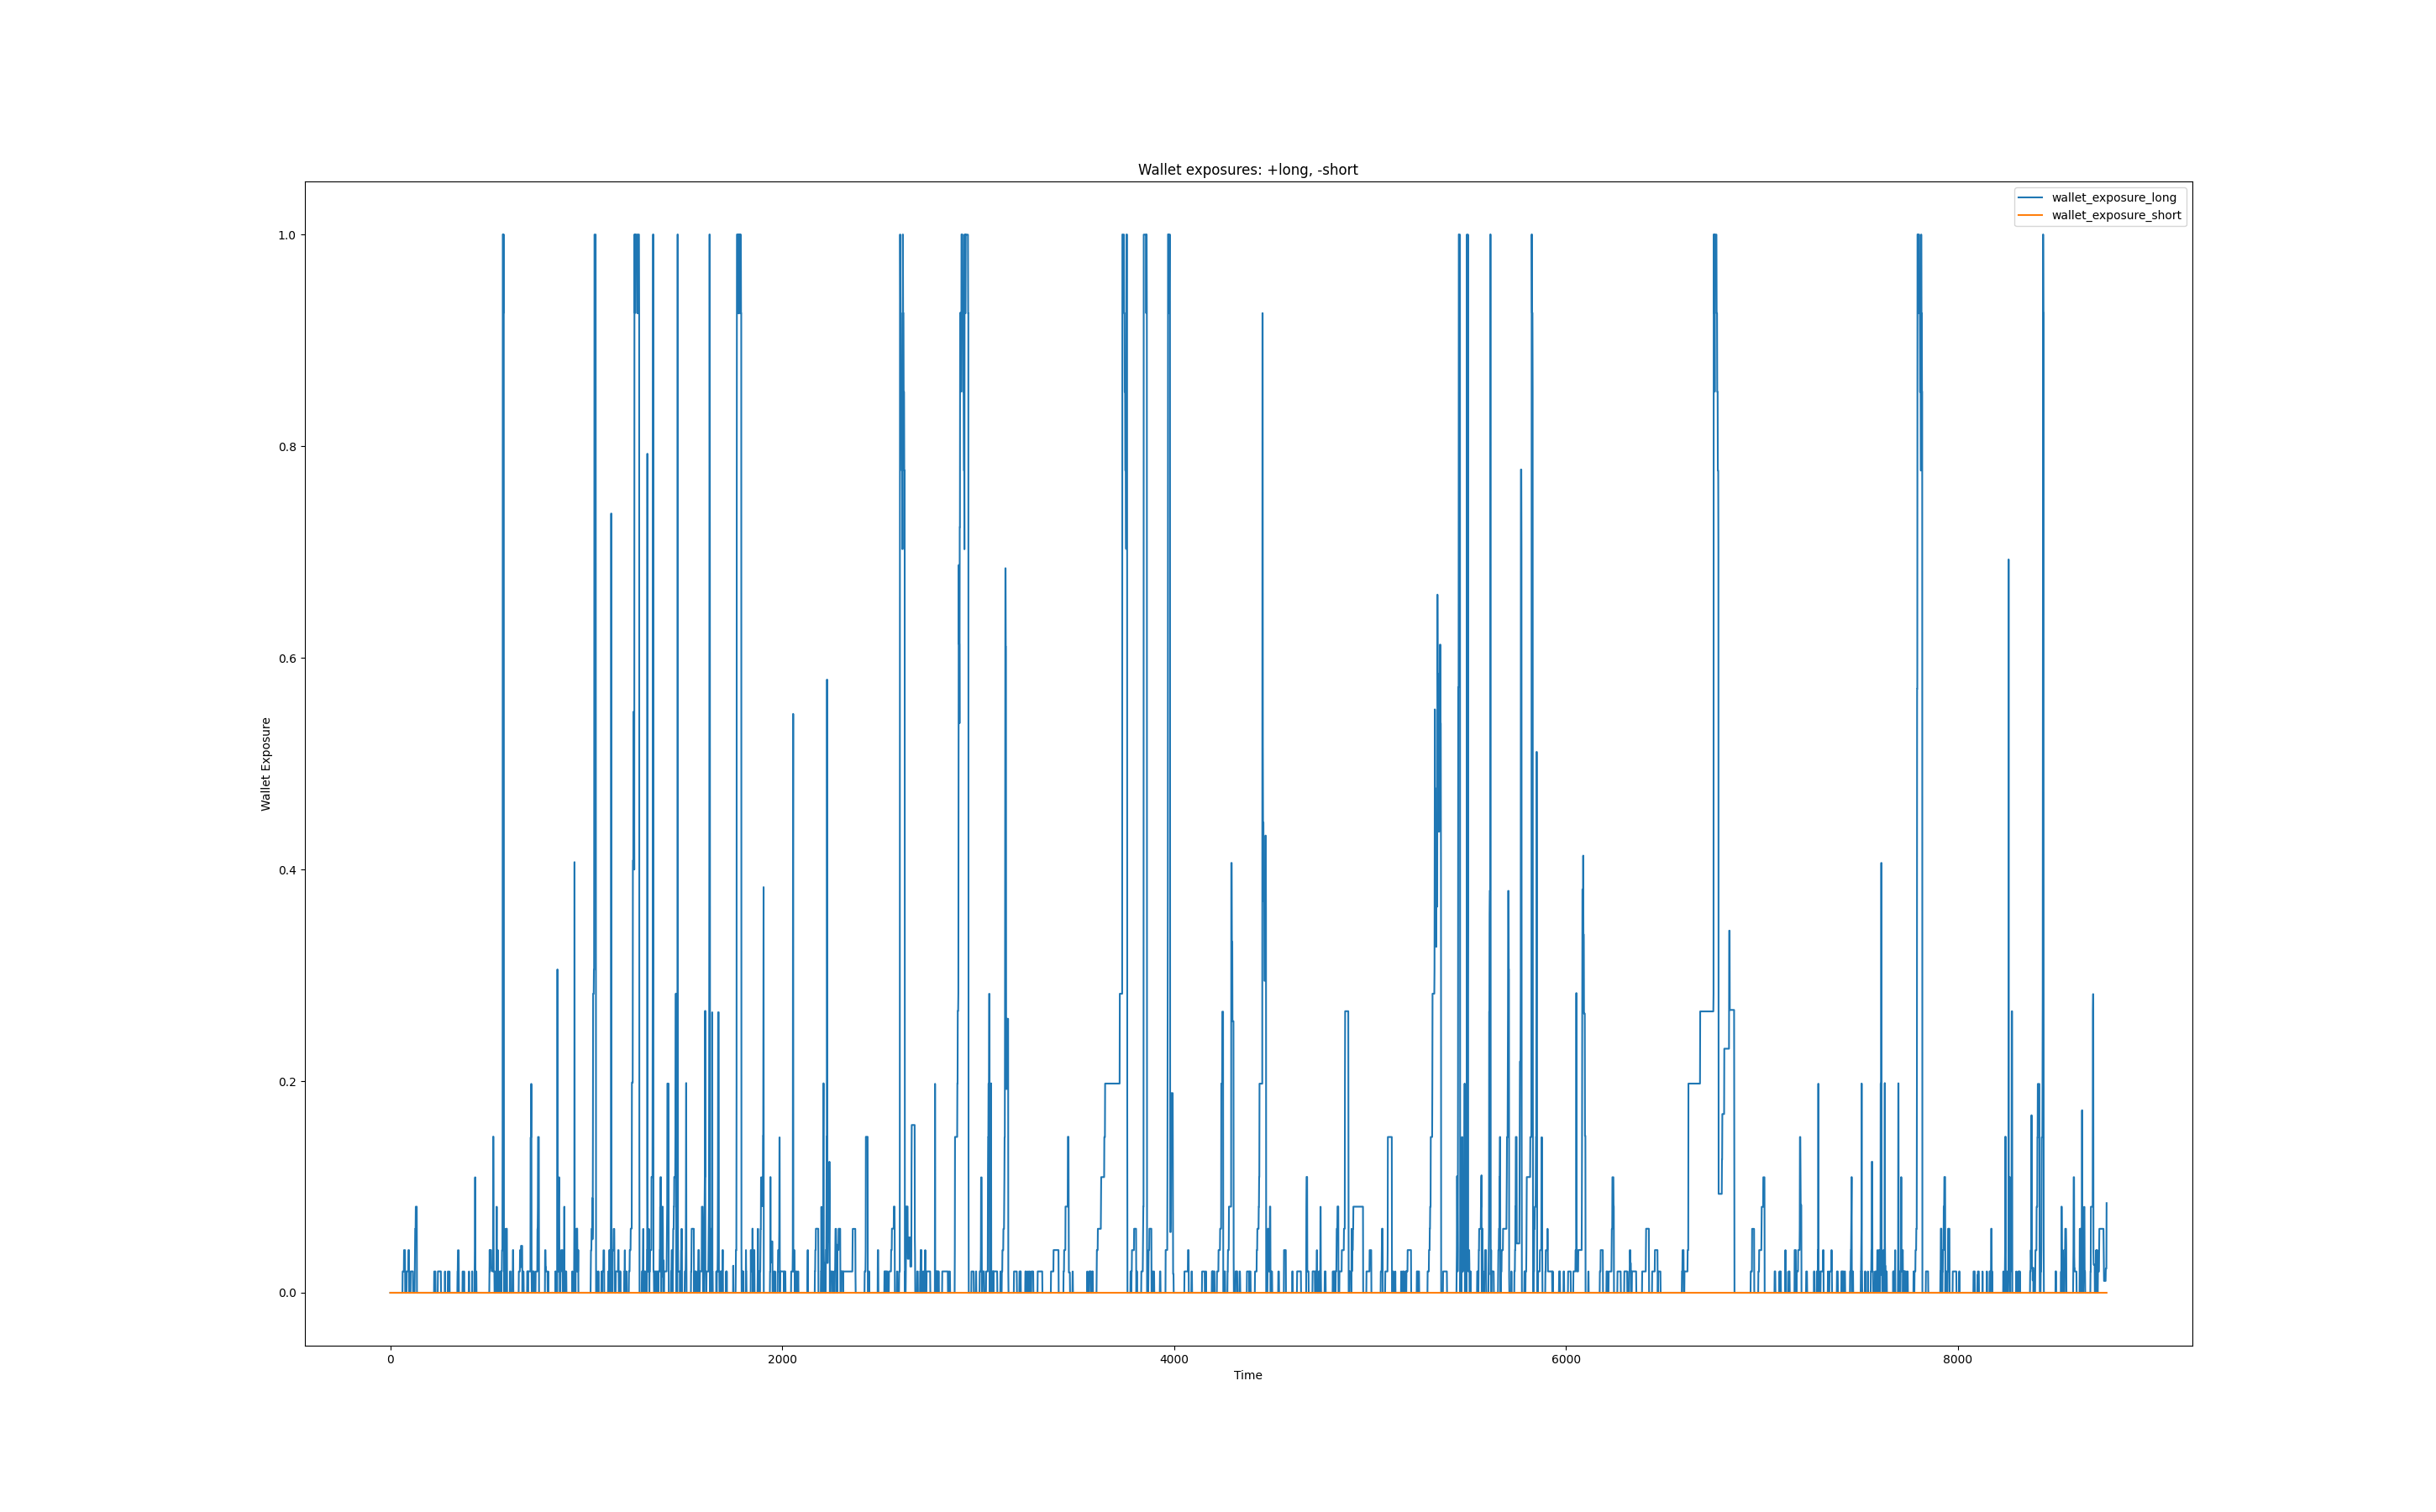 Wallet exposures: +long, -short
wallet_exposure_long
wallet_exposure_short
1.0
0.8
0.6
0.4
0.2
0.0
Wallet Exposure
0 2000 4000 6000 8000
Time